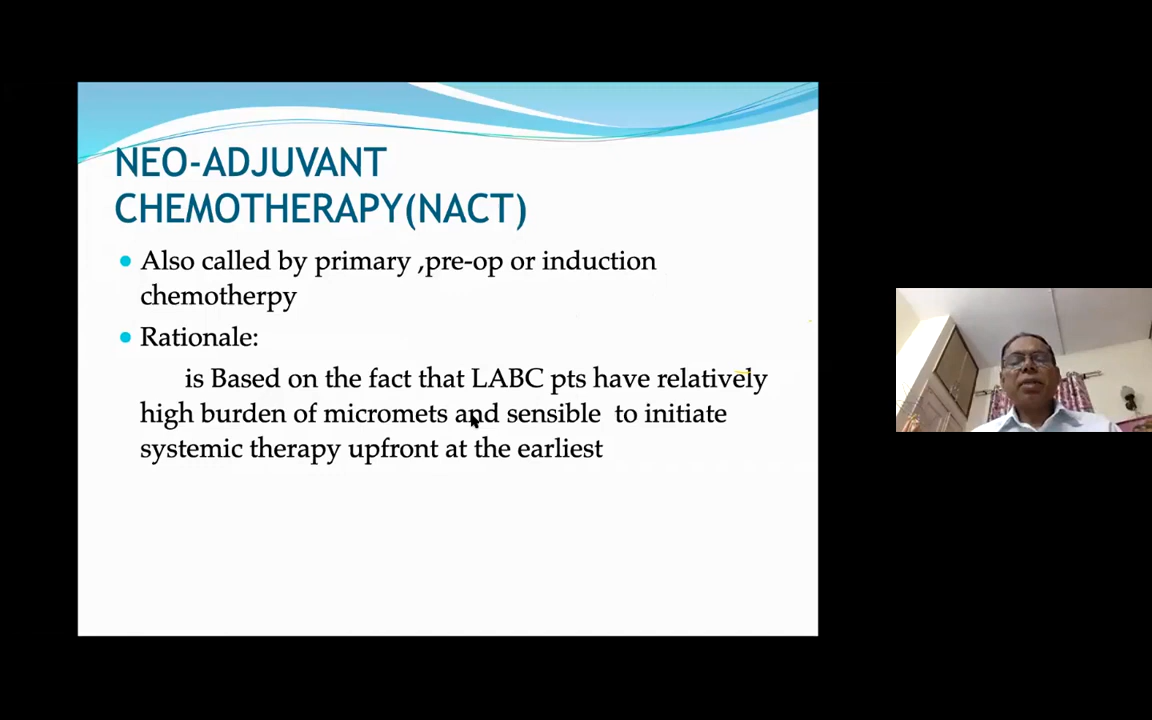 NEO-ADJUVANT
CHEMOTHERAPY(NACT)
Also called by primary ,pre-op or induction
chemotherpy
Rationale:
is Based on the fact that LABC pts have relatively
high burden of micromets and sensible to initiate
systemic therapy upfront at the earliest